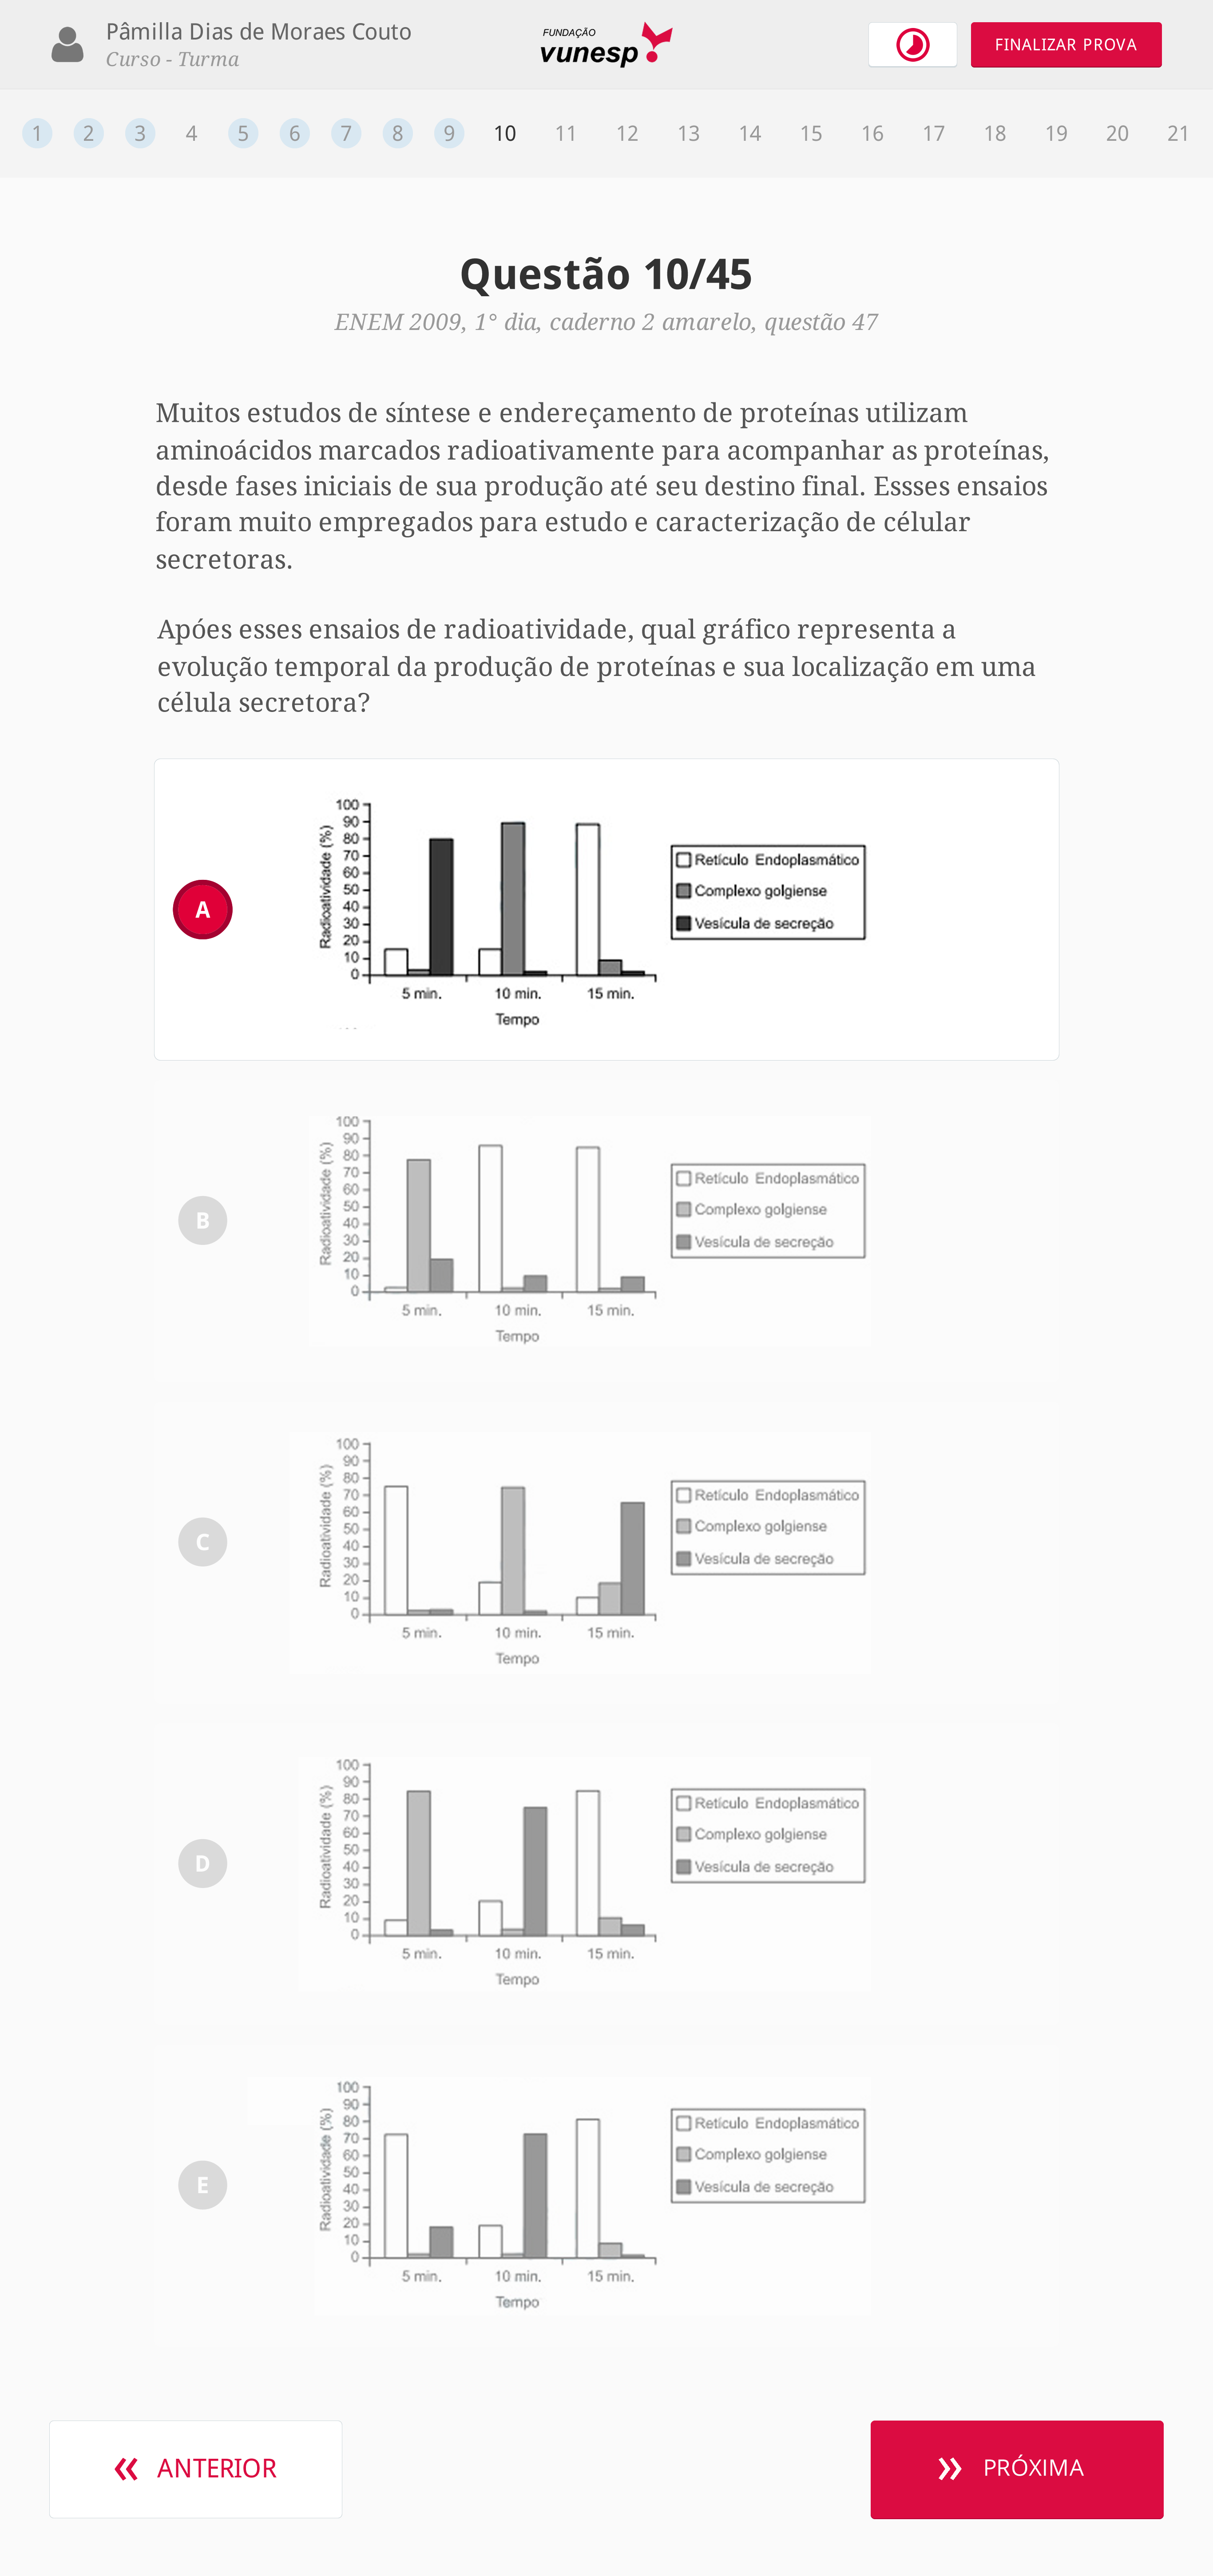 Pâmilla Dias de Moraes Couto
Curso - Turma
FUNDAÇÃO
vunesp
FINALIZAR PROVA
1 2 3 4 5 6 7 8 9 10 11 12 13 14 15 16 17 18 19 20 21
Questão 10/45
ENEM 2009, 1° dia, caderno 2 amarelo, questão 47
Muitos estudos de síntese e endereçamento de proteínas utilizam
aminoácidos marcados radioativamente para acompanhar as proteínas,
desde fases iniciais de sua produção até seu destino final. Essses ensaios
foram muito empregados para estudo e caracterização de célular
secretoras.
Apóes esses ensaios de radioatividade, qual gráfico representa a
evolução temporal da produção de proteínas e sua localização em uma
célula secretora?
A
Radioatividade (%)
100
90
80
70
60
50
40
30
20
10
0
5 min. 10 min. 15 min.
Tempo
Retículo Endoplasmático
Complexo golgiense
Vesícula de secreção
B
Radioatividade (%)
100
90
80
70
60
50
40
30
20
10
0
5 min. 10 min. 15 min.
Tempo
Retículo Endoplasmático
Complexo golgiense
Vesícula de secreção
C
Radioatividade (%)
100
90
80
70
60
50
40
30
20
10
0
5 min. 10 min. 15 min.
Tempo
Retículo Endoplasmático
Complexo golgiense
Vesícula de secreção
D
Radioatividade (%)
100
90
80
70
60
50
40
30
20
10
0
5 min. 10 min. 15 min.
Tempo
Retículo Endoplasmático
Complexo golgiense
Vesícula de secreção
E
Radioatividade (%)
100
90
80
70
60
50
40
30
20
10
0
5 min. 10 min. 15 min.
Tempo
Retículo Endoplasmático
Complexo golgiense
Vesícula de secreção
« ANTERIOR
» PRÓXIMA